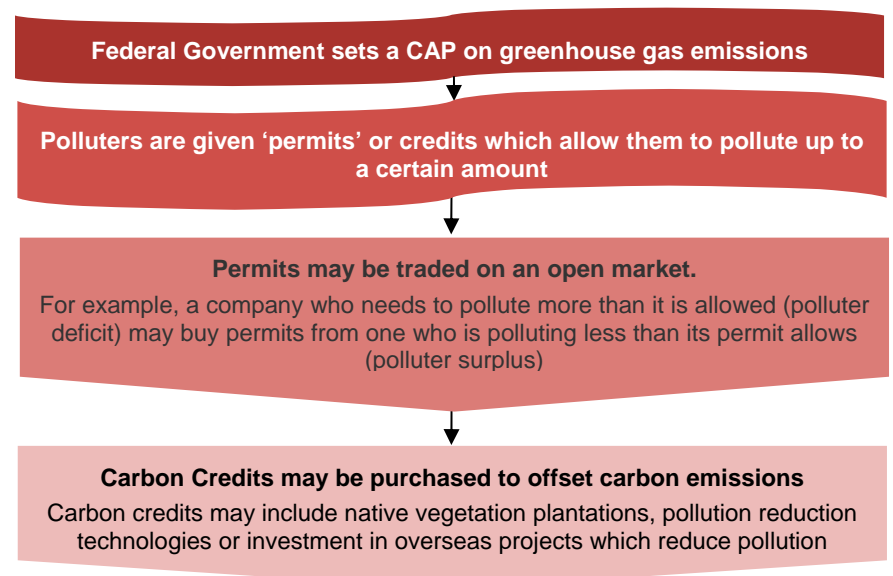 Federal Government sets a CAP on greenhouse gas emissions
Polluters are given ‘permits’ or credits which allow them to pollute up to
a certain amount
Permits may be traded on an open market.
For example, a company who needs to pollute more than it is allowed (polluter
deficit) may buy permits from one who is polluting less than its permit allows
(polluter surplus)
Carbon Credits may be purchased to offset carbon emissions
Carbon credits may include native vegetation plantations, pollution reduction
technologies or investment in overseas projects which reduce pollution